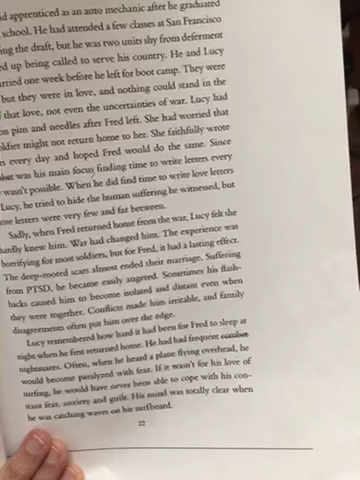 d apprenticed as an auto mechanic after he graduated
school. He had attended a few classes at San Francisco
ing the draft, but he was two units shy from deferment
ed up being called to serve his country. He and Lucy
rried one week before he left for boot camp. They were
but they were in love, and nothing could stand in the
that love, not even the uncertainties of war. Lucy had
on pins and needles after Fred left. She had worried that
oldier might not return home to her. She faithfully wrote
rs every day and hoped Fred would do the same. Since
was his main focus, finding time to write letters every
wasn't possible. When he did find time to write love letters
Lucy, he tried to hide the human suffering he witnessed, but
ose letters were very few and far between.
Sadly, when Fred returned home from the war, Lucy felt she
hardly knew him. War had changed him. The experience was
horrifying for most soldiers, but for Fred, it had a lasting effect.
The deep-rooted scars almost ended their marriage. Suffering
from PTSD, he became easily angered. Sometimes his flash-
backs caused him to become isolated and distant even when
they were together. Conflicts made him irritable, and family
disagreements often put him over the edge.
Lucy remembered how hard it had been for Fred to sleep at
night when he first returned home. He had had frequent combat
nightmares. Often, when he heard a plane flying overhead, he
would become paralyzed with fear. If it wasn't for his love of
surfing, he would have never been able to cope with his con-
stant fear, anxiety and guilt. His mind was totally clear when
he was catching waves on his surfboard.
22